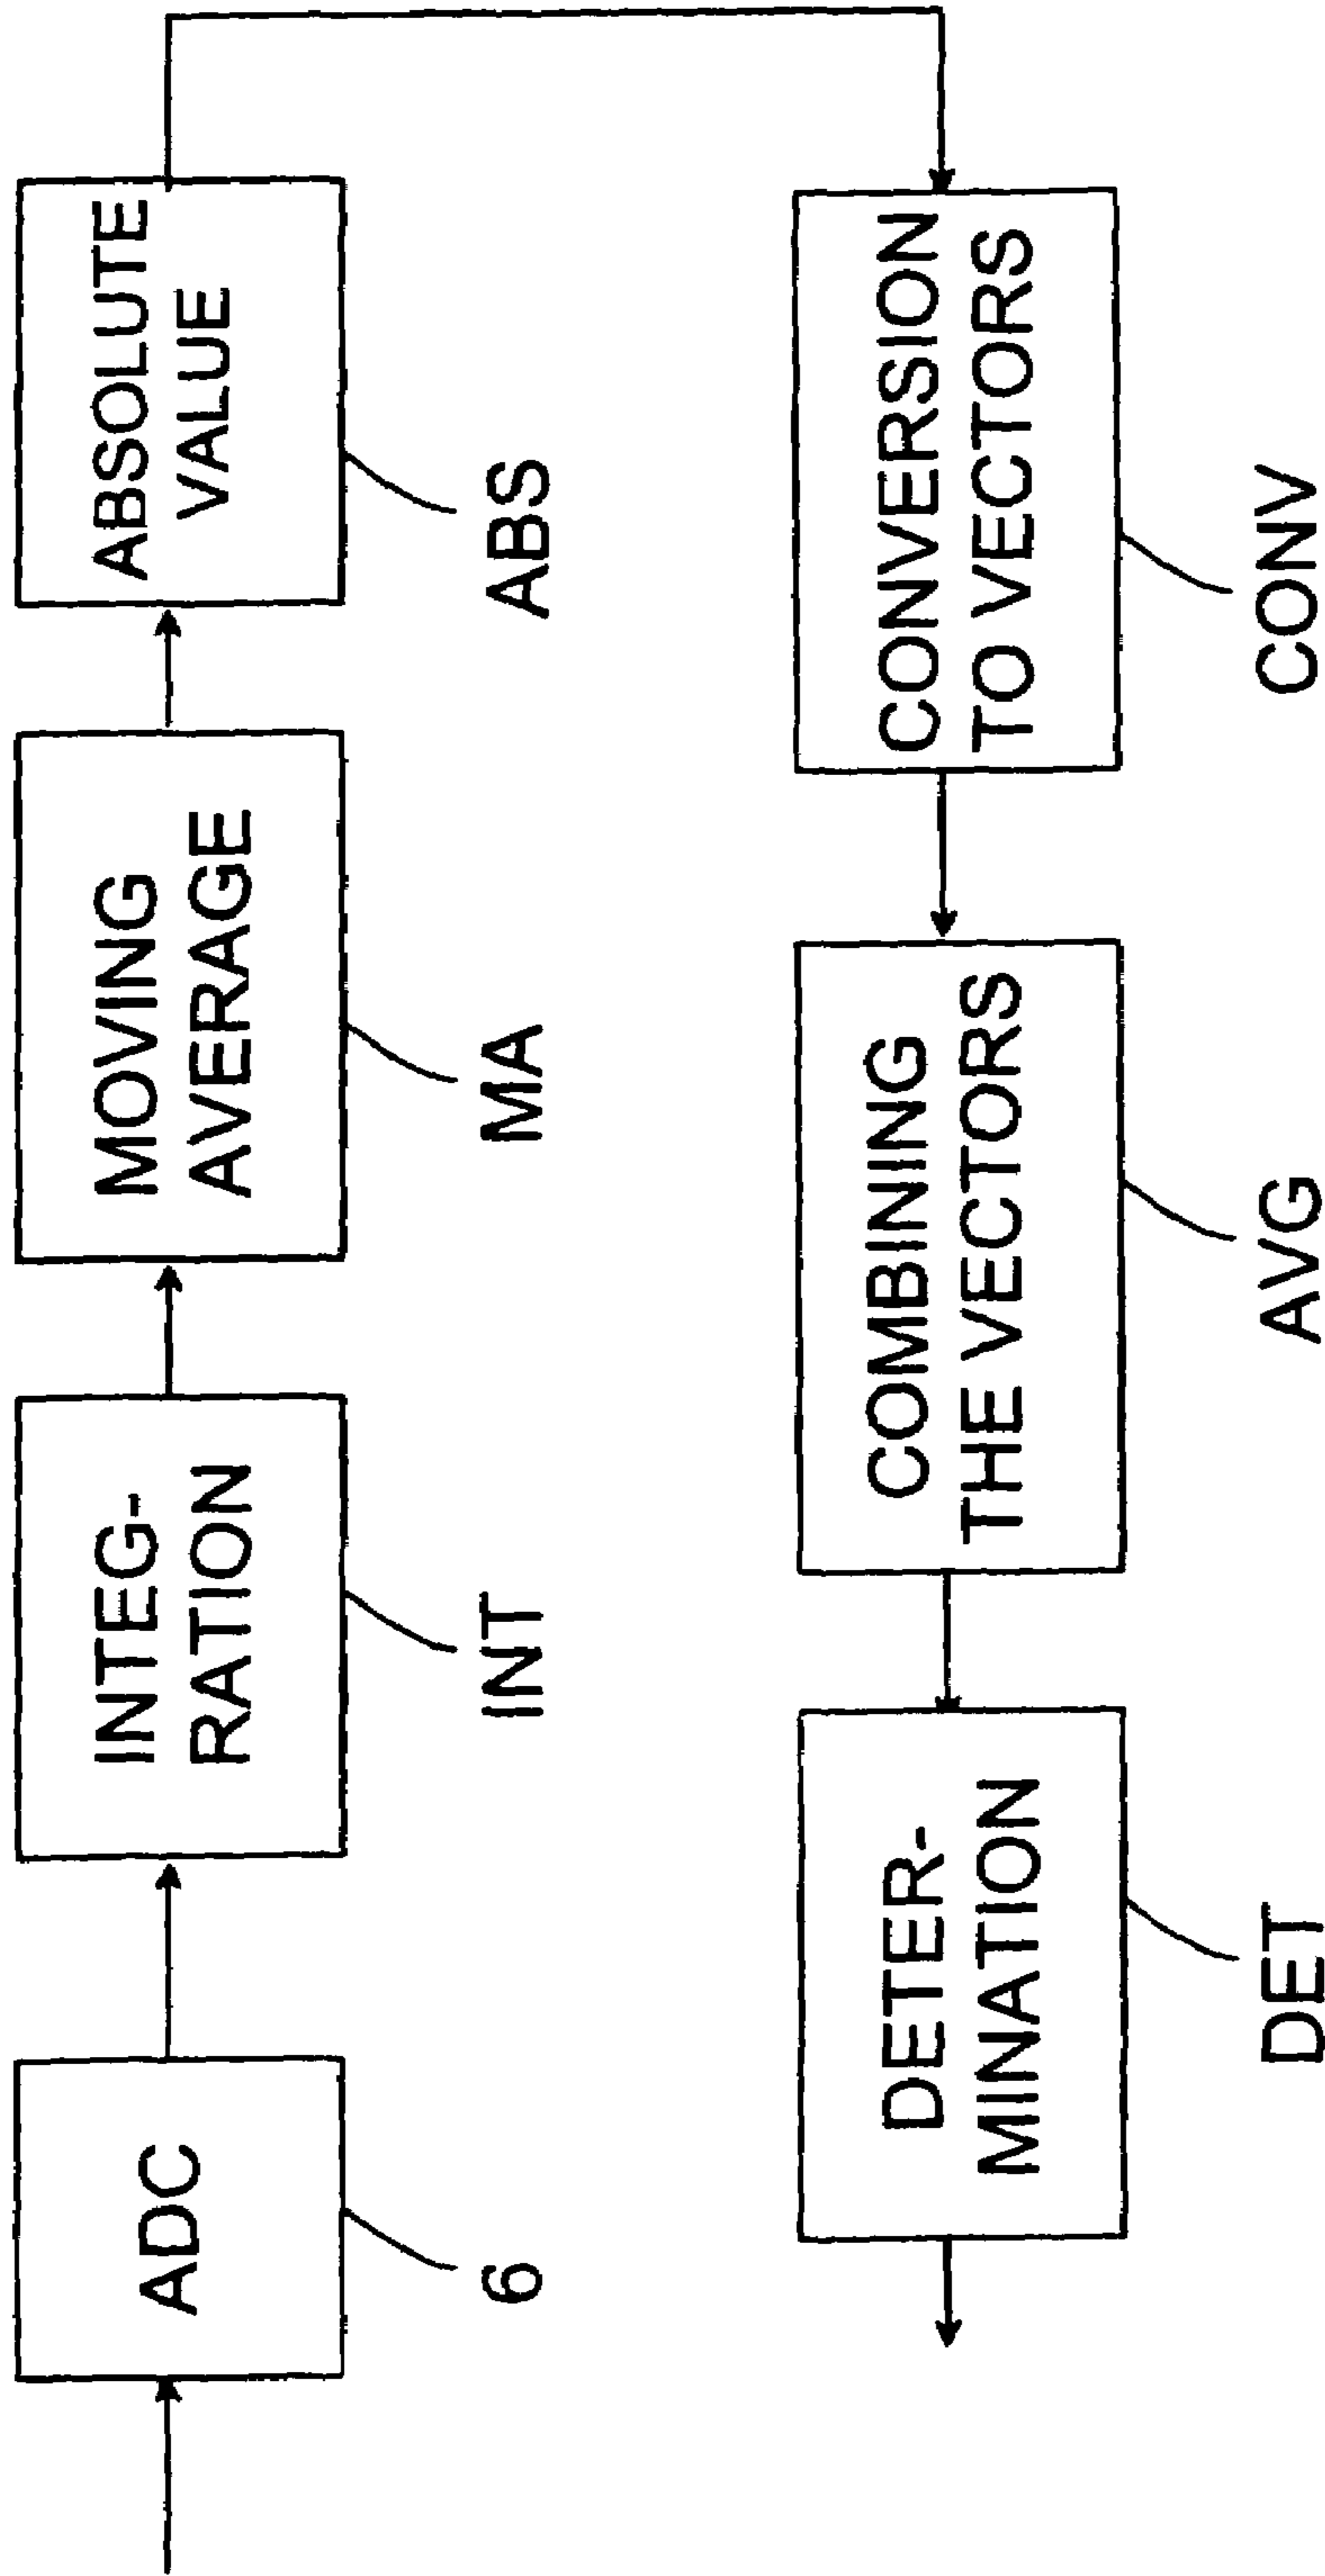 ADC
6
INTEG-
RATION
INT
MOVING
AVERAGE
MA
ABSOLUTE
VALUE
ABS
CONVERSION
TO VECTORS
CONV
COMBINING
THE VECTORS
AVG
DETER-
MINATION
DET